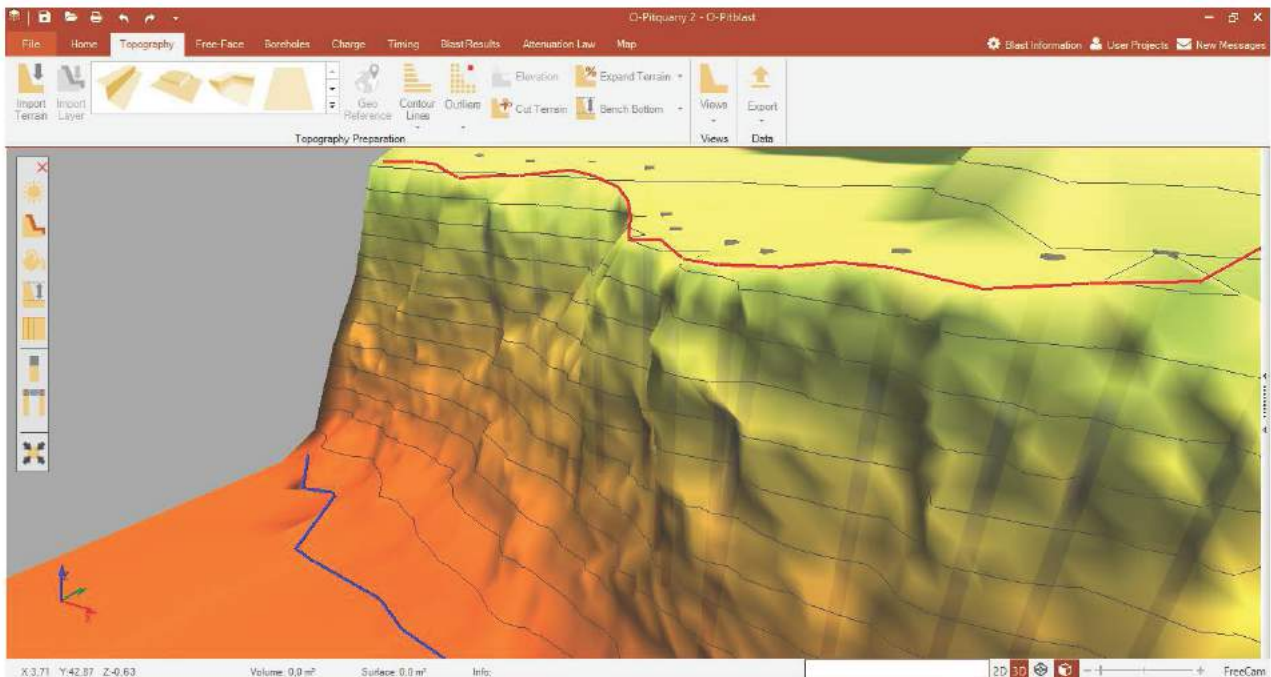 O-Pitquarry 2 - O-Pitblast
File Home Topography Free-Face Boreholes Charge Timing Blast Results Attenuation Law Map Blast Information User Projects New Messages
Import Terrain
Import Layer
Geo Reference
Contour Lines
Outliers
Elevation
Cut Terrain
Expand Terrain
Bench Bottom
Views
Export
Topography Preparation Views Data
X:3,71 Y:42,87 Z:-0,63 Volume: 0,0 m³ Surface: 0,0 m² Info: 2D 3D FreeCam